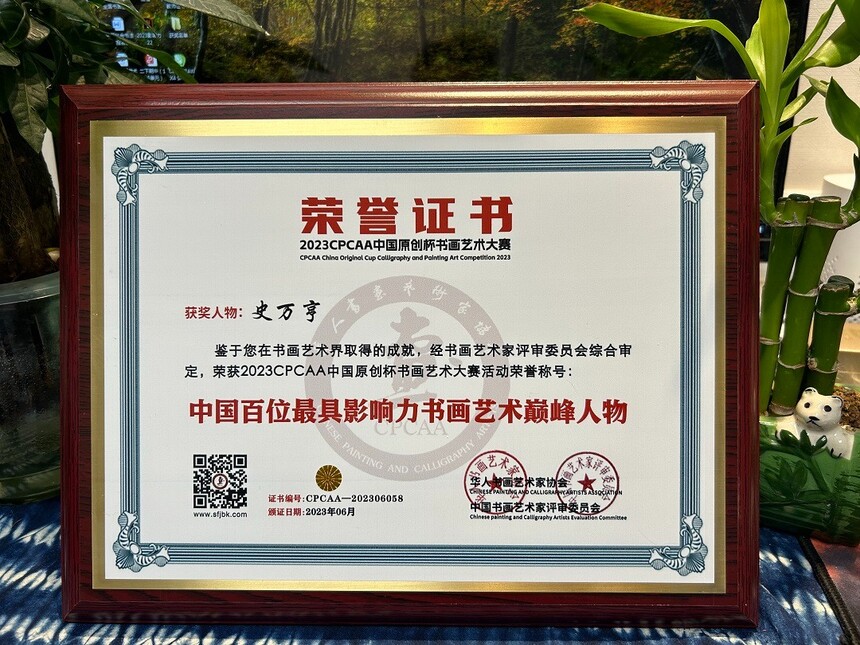 荣誉证书
2023CPCAA中国原创杯书画艺术大赛
CPCAA China Original Cup Calligraphy and Painting Art Competition 2023
获奖人物：史万亨
鉴于您在书画艺术界取得的成就，经书画艺术家评审委员会综合审
定，荣获2023CPCAA中国原创杯书画艺术大赛活动荣誉称号：
中国百位最具影响力书画艺术巅峰人物
CPCAA
证书编号:CPCAA—202306058
颁证日期:2023年06月
www.sfjbk.com
华人书画艺术家协会
CHINESE PAINTING AND CALLIGRAPHY ARTISTS ASSOCIATION
中国书画艺术家评审委员会
Chinese painting and Calligraphy Artists Evaluation Committee